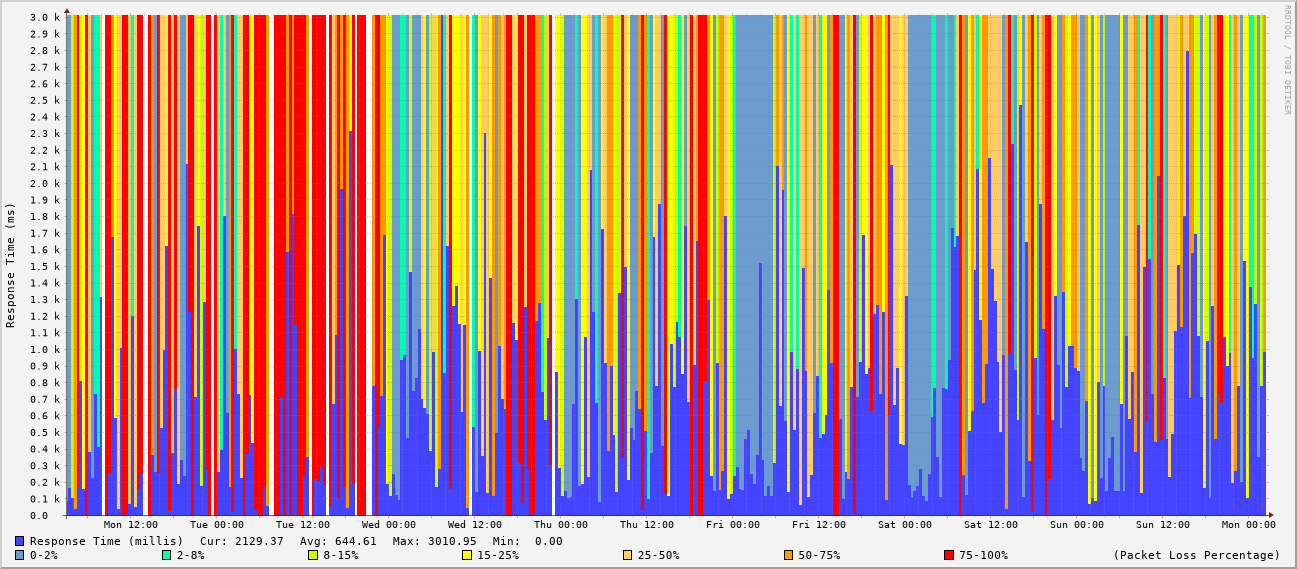 RRDTOOL / TOBI OETIKER
Response Time (ms)
3.0 k
2.9 k
2.8 k
2.7 k
2.6 k
2.5 k
2.4 k
2.3 k
2.2 k
2.1 k
2.0 k
1.9 k
1.8 k
1.7 k
1.6 k
1.5 k
1.4 k
1.3 k
1.2 k
1.1 k
1.0 k
0.9 k
0.8 k
0.7 k
0.6 k
0.5 k
0.4 k
0.3 k
0.2 k
0.1 k
0.0
Mon 12:00 Tue 00:00 Tue 12:00 Wed 00:00 Wed 12:00 Thu 00:00 Thu 12:00 Fri 00:00 Fri 12:00 Sat 00:00 Sat 12:00 Sun 00:00 Sun 12:00 Mon 00:00
Response Time (millis) Cur: 2129.37 Avg: 644.61 Max: 3010.95 Min: 0.00
0-2% 2-8% 8-15% 15-25% 25-50% 50-75% 75-100% (Packet Loss Percentage)